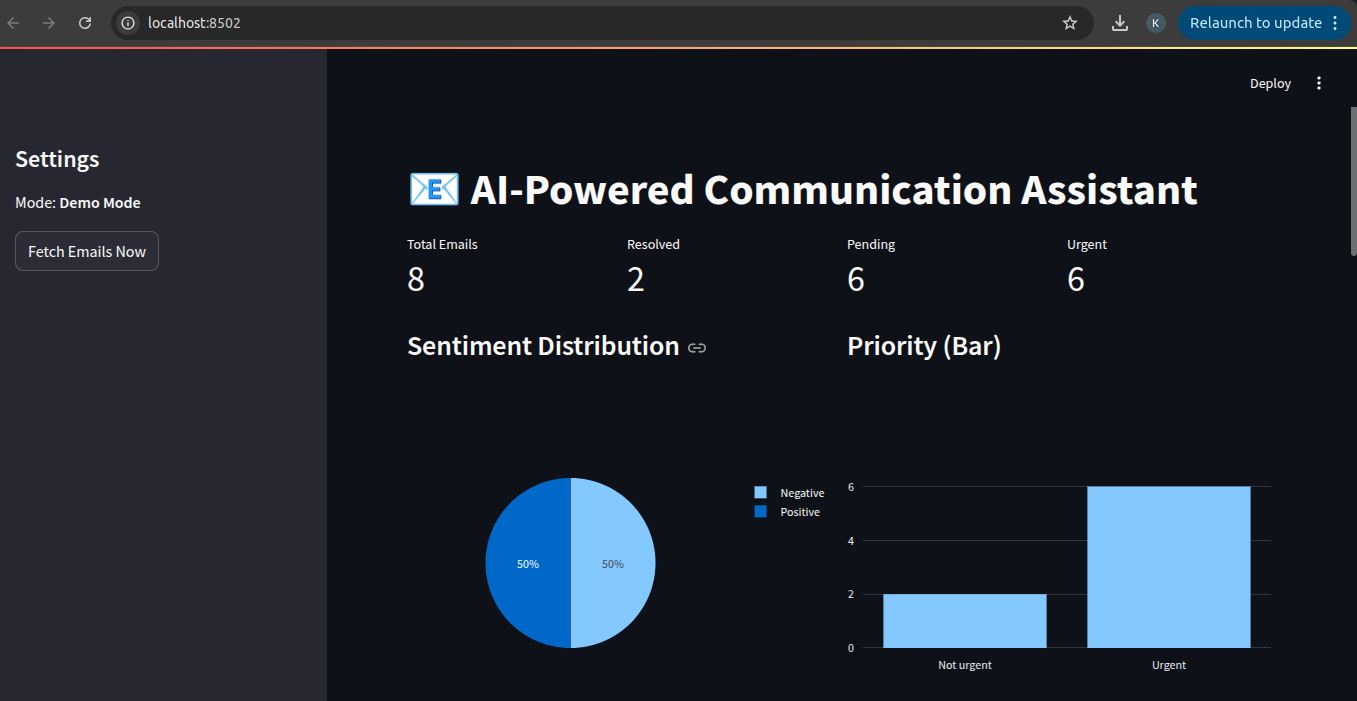 localhost:8502
K
Relaunch to update
Deploy
Settings
Mode: Demo Mode
Fetch Emails Now
📧 AI-Powered Communication Assistant
Total Emails Resolved Pending Urgent
8 2 6 6
Sentiment Distribution Priority (Bar)
Negative
Positive
50% 50%
6
4
2
0
Not urgent Urgent